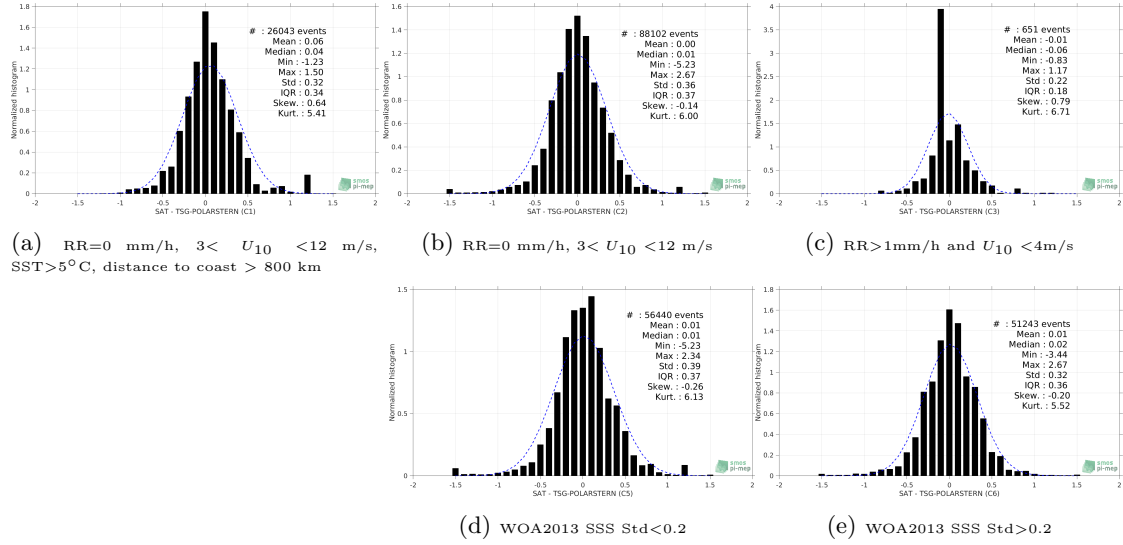 1.8
1.6
1.4
1.2
1
0.8
0.6
0.4
0.2
0
Normalized histogram
# : 26043 events
Mean : 0.06
Median : 0.04
Min : -1.23
Max : 1.50
Std : 0.32
IQR : 0.34
Skew. : 0.64
Kurt. : 5.41
smos
pi-mep
-2 -1.5 -1 -0.5 0 0.5 1 1.5 2
SAT - TSG-POLARSTERN (C1)
(a) RR=0 mm/h, 3< U10 <12 m/s,
SST>5°C, distance to coast > 800 km
1.6
1.4
1.2
1
0.8
0.6
0.4
0.2
0
Normalized histogram
# : 88102 events
Mean : 0.00
Median : 0.01
Min : -5.23
Max : 2.67
Std : 0.36
IQR : 0.37
Skew. : -0.14
Kurt. : 6.00
smos
pi-mep
-2 -1.5 -1 -0.5 0 0.5 1 1.5 2
SAT - TSG-POLARSTERN (C2)
(b) RR=0 mm/h, 3< U10 <12 m/s
4
3.5
3
2.5
2
1.5
1
0.5
0
Normalized histogram
# : 651 events
Mean : -0.01
Median : -0.06
Min : -0.83
Max : 1.17
Std : 0.22
IQR : 0.18
Skew. : 0.79
Kurt. : 6.71
smos
pi-mep
-2 -1.5 -1 -0.5 0 0.5 1 1.5 2
SAT - TSG-POLARSTERN (C3)
(c) RR>1mm/h and U10 <4m/s
1.5
1
0.5
0
Normalized histogram
# : 56440 events
Mean : 0.01
Median : 0.01
Min : -5.23
Max : 2.34
Std : 0.39
IQR : 0.37
Skew. : -0.26
Kurt. : 6.13
smos
pi-mep
-2 -1.5 -1 -0.5 0 0.5 1 1.5 2
SAT - TSG-POLARSTERN (C5)
(d) WOA2013 SSS Std<0.2
1.8
1.6
1.4
1.2
1
0.8
0.6
0.4
0.2
0
Normalized histogram
# : 51243 events
Mean : 0.01
Median : 0.02
Min : -3.44
Max : 2.67
Std : 0.32
IQR : 0.36
Skew. : -0.20
Kurt. : 5.52
smos
pi-mep
-2 -1.5 -1 -0.5 0 0.5 1 1.5 2
SAT - TSG-POLARSTERN (C6)
(e) WOA2013 SSS Std>0.2